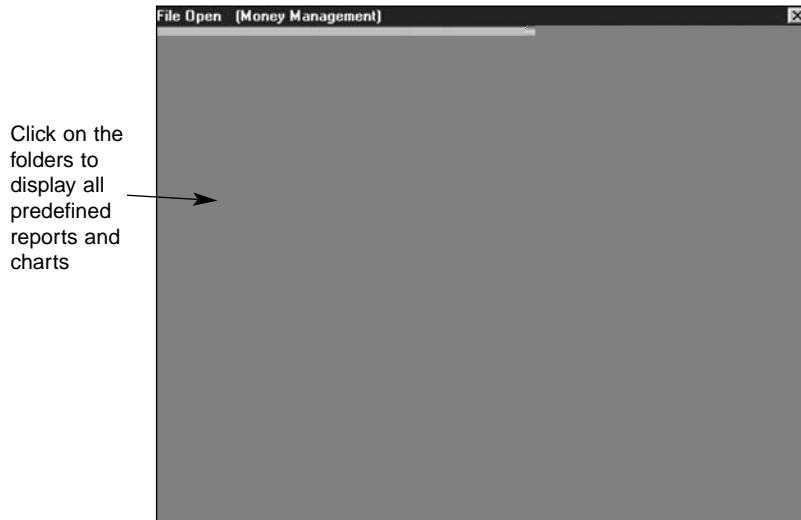 File Open (Money Management)
Click on the
folders to
display all
predefined
reports and
charts